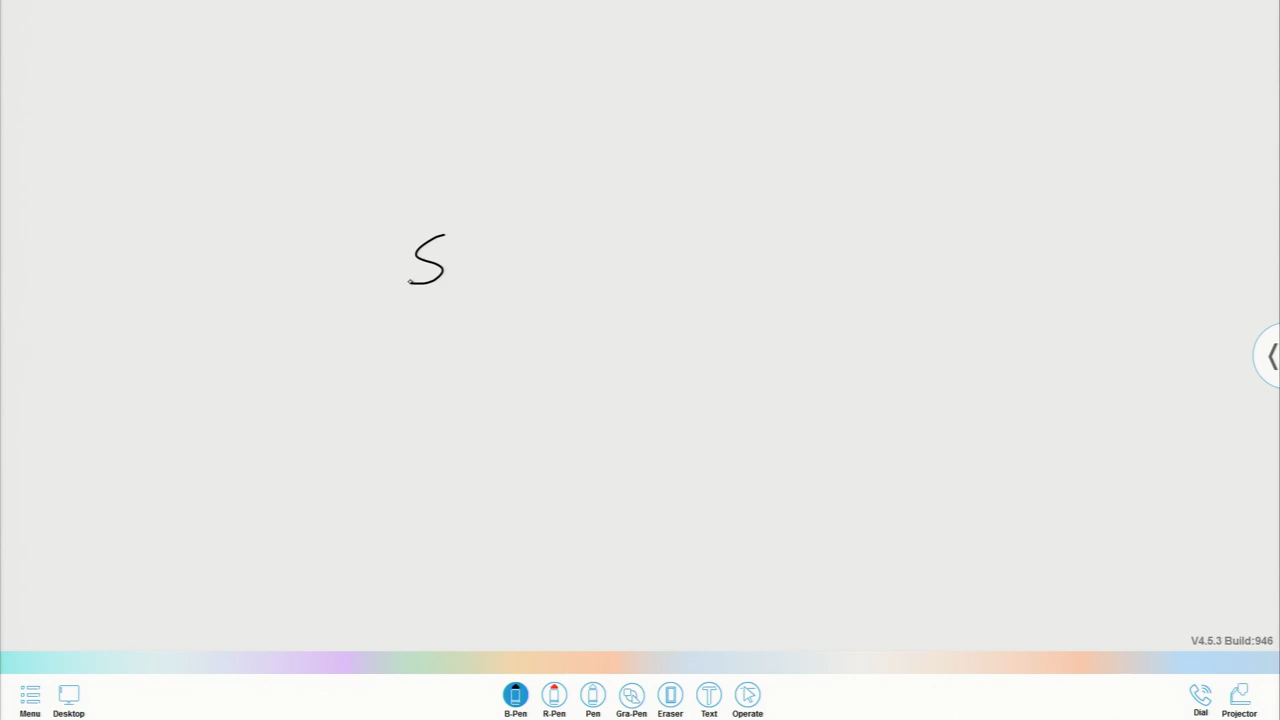 S
V4.5.3 Build:946
Menu
Desktop
B-Pen
R-Pen
Pen
Gra-Pen
Eraser
Text
Operate
Dial
Projector